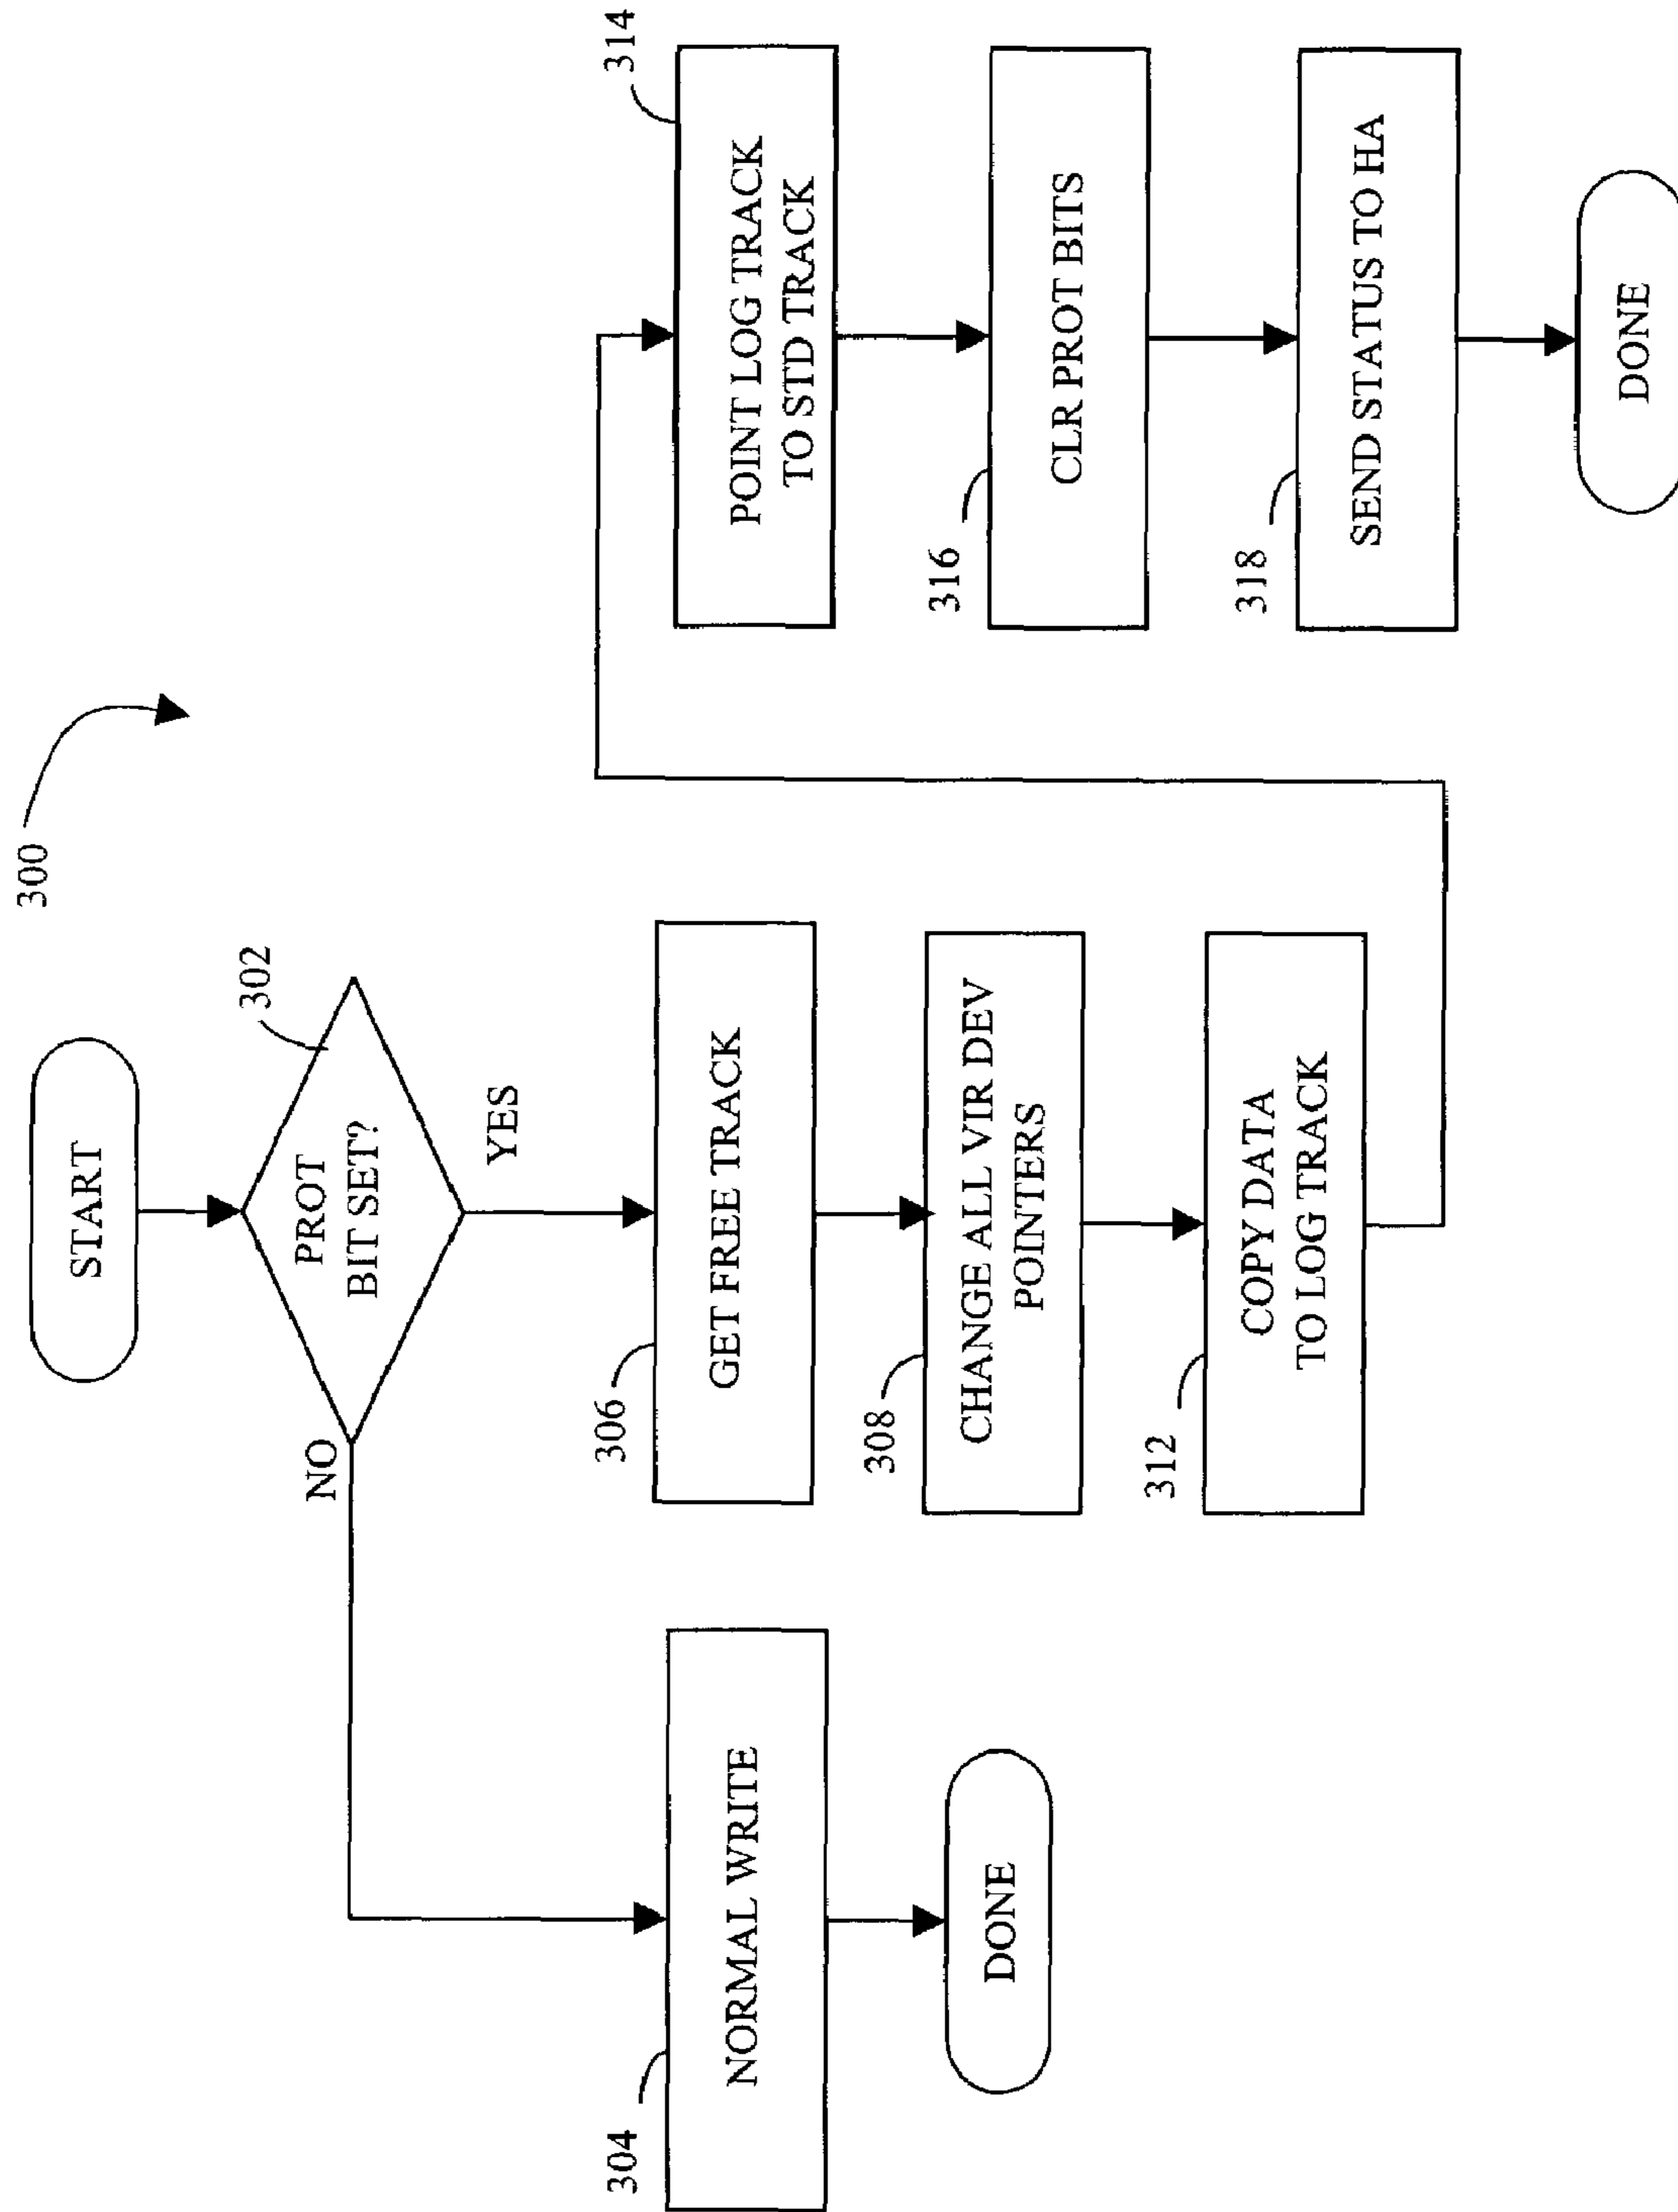 300
START
302
PROT
BIT SET?
NO
YES
304
NORMAL WRITE
DONE
306
GET FREE TRACK
308
CHANGE ALL VIR DEV
POINTERS
312
COPY DATA
TO LOG TRACK
314
POINT LOG TRACK
TO STD TRACK
316
CLR PROT BITS
318
SEND STATUS TO HA
DONE